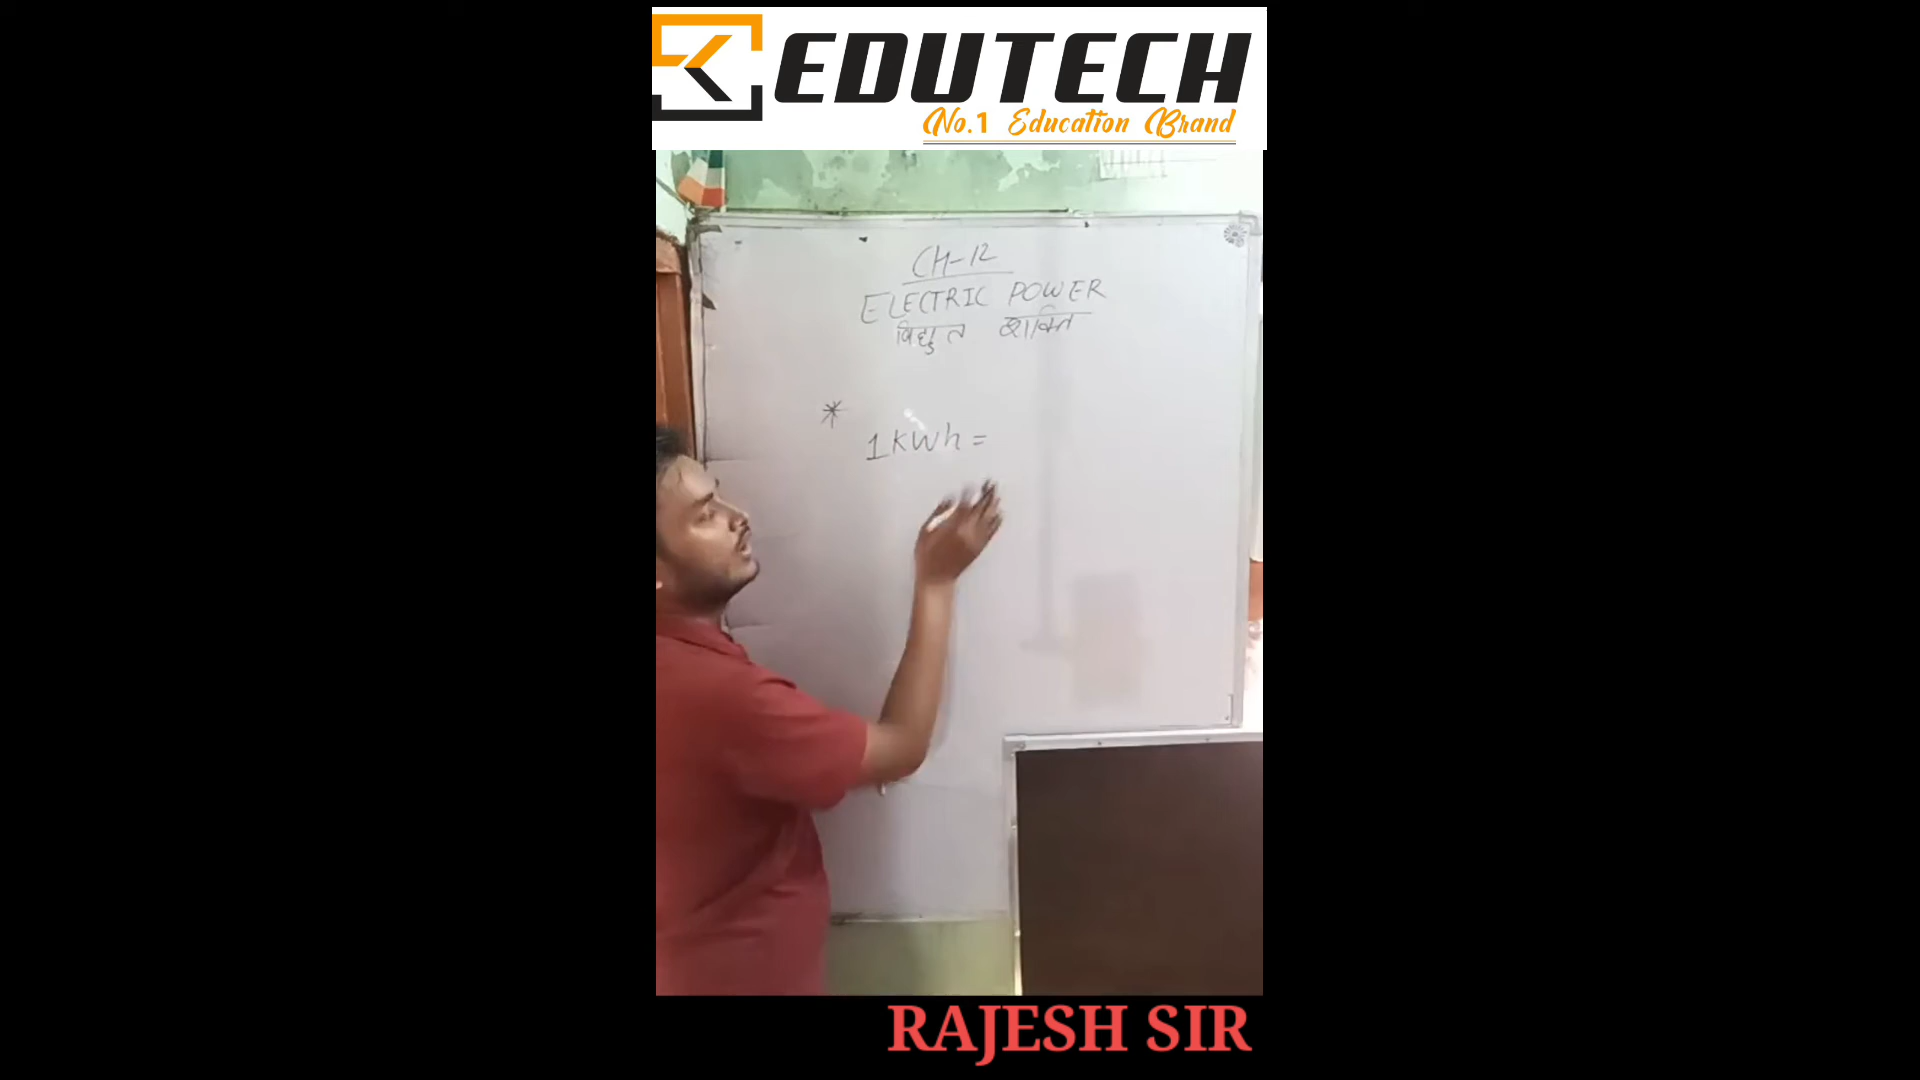 EDUTECH
No.1 Education Brand
CH-12
ELECTRIC POWER
विद्युत शक्ति
*
1 kWh =
RAJESH SIR